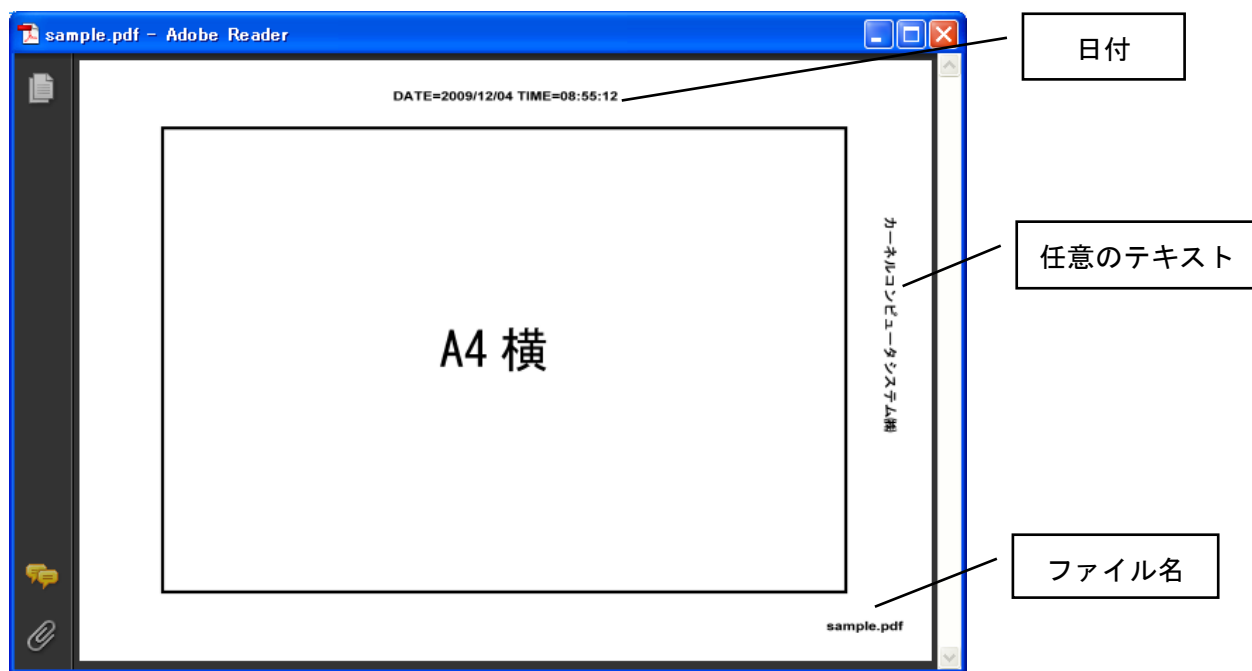 sample.pdf - Adobe Reader
日付
DATE=2009/12/04 TIME=08:55:12
カーネルコンピュータシステム㈱
任意のテキスト
A4 横
ファイル名
sample.pdf